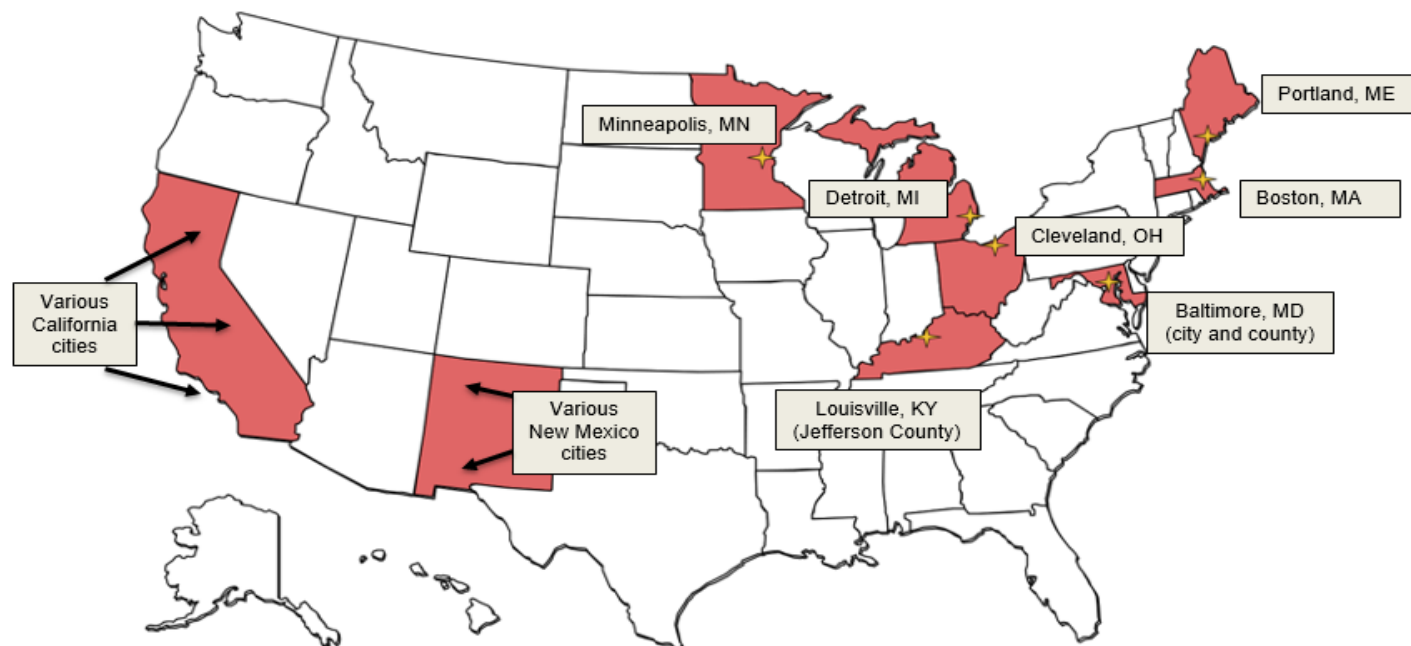 Portland, ME
Minneapolis, MN
Detroit, MI
Boston, MA
Cleveland, OH
Various
California
cities
Baltimore, MD
(city and county)
Various
New Mexico
cities
Louisville, KY
(Jefferson County)